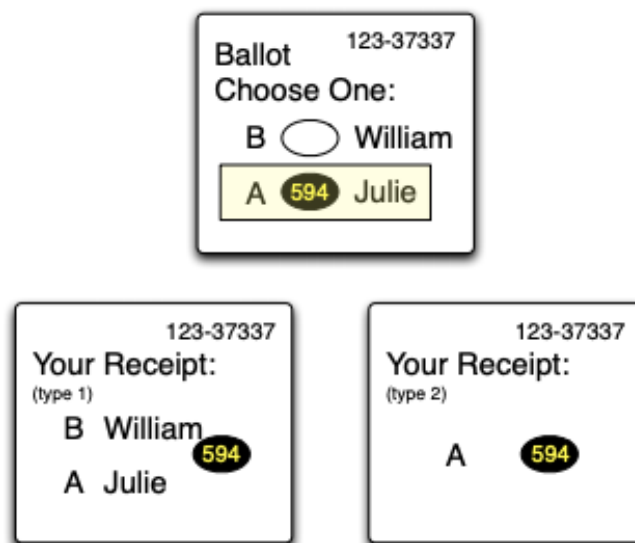 Ballot 123-37337
Choose One:
B William
A 594 Julie
123-37337
Your Receipt:
(type 1)
B William
594
A Julie
123-37337
Your Receipt:
(type 2)
A 594